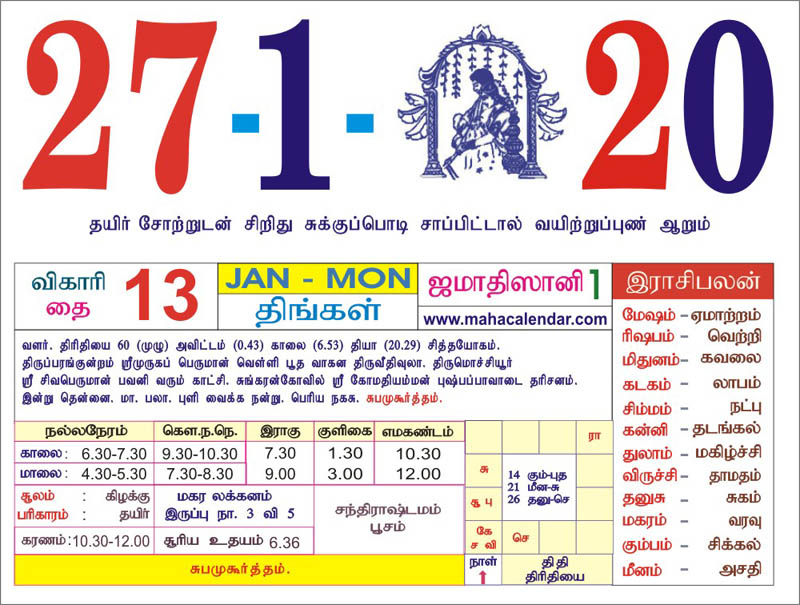 27-1-20
தயிர் சோற்றுடன் சிறிது சுக்குப்பொடி சாப்பிட்டால் வயிற்றுப்புண் ஆறும்
விகாரி
தை 13
JAN - MON
திங்கள்
ஜமாதிஸானி 1
www.mahacalendar.com
வளர். திரிதியை 60 (முழு) அவிட்டம் (0.43) காலை (6.53) தியா (20.29) சித்தயோகம்.
திருப்பரங்குன்றம் ஸ்ரீமுருகப் பெருமான் வெள்ளி பூத வாகன திருவீதிவுலா. திருமொச்சியூர்
ஸ்ரீ சிவபெருமான் பவனி வரும் காட்சி. சுங்கரன்கோவில் ஸ்ரீ கோமதியம்மன் புஷ்பப்பாவாடை தரிசனம்.
இன்று தென்னை. மா. பலா. புளி வைக்க நன்று. பெரிய நகசு. சுபமுகூர்த்தம்.
நல்லநேரம் கௌ.ந.நெ. இராகு குளிகை எமகண்டம்
காலை: 6.30-7.30 9.30-10.30 7.30 1.30 10.30
மாலை: 4.30-5.30 7.30-8.30 9.00 3.00 12.00
சூலம் : கிழக்கு
பரிகாரம் : தயிர்
மகர லக்கனம்
இருப்பு நா. 3 வி 5
சந்திராஷ்டமம்
பூசம்
கரணம்:10.30-12.00 சூரிய உதயம் 6.36
சுபமுகூர்த்தம்.
ரா
சு
சூ பு
கே
ச வி
செ
14 கும்-புத
21 மீன-சு
26 தனு-செ
நாள்
திதி
திரிதியை
இராசிபலன்
மேஷம் - ஏமாற்றம்
ரிஷபம் - வெற்றி
மிதுனம் - கவலை
கடகம் - லாபம்
சிம்மம் - நட்பு
கன்னி - தடங்கல்
துலாம் - மகிழ்ச்சி
விருச்சி - தாமதம்
தனுசு - சுகம்
மகரம் - வரவு
கும்பம் - சிக்கல்
மீனம் - அசதி